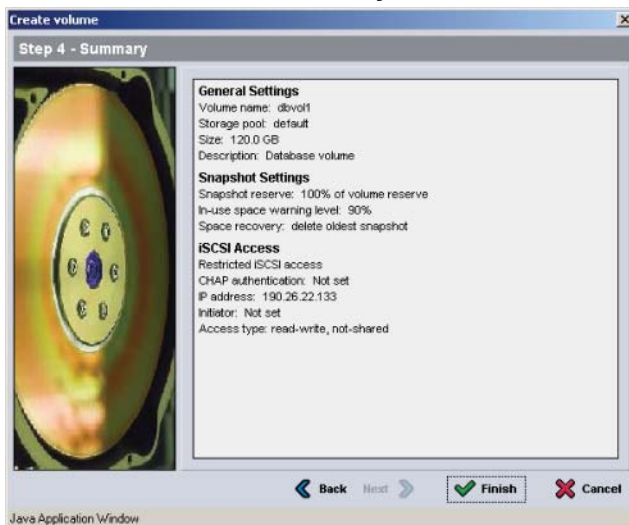 Create volume
Step 4 - Summary
General Settings
Volume name: dbvol1
Storage pool: default
Size: 120.0 GB
Description: Database volume
Snapshot Settings
Snapshot reserve: 100% of volume reserve
In-use space warning level: 90%
Space recovery: delete oldest snapshot
iSCSI Access
Restricted iSCSI access
CHAP authentication: Not set
IP address: 190.26.22.133
Initiator: Not set
Access type: read-write, not-shared
Back Next Finish Cancel
Java Application Window